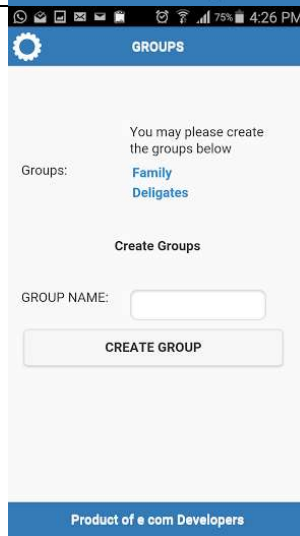 75% 4:26 PM
GROUPS
You may please create
the groups below
Groups:
Family
Deligates
Create Groups
GROUP NAME:
CREATE GROUP
Product of e com Developers